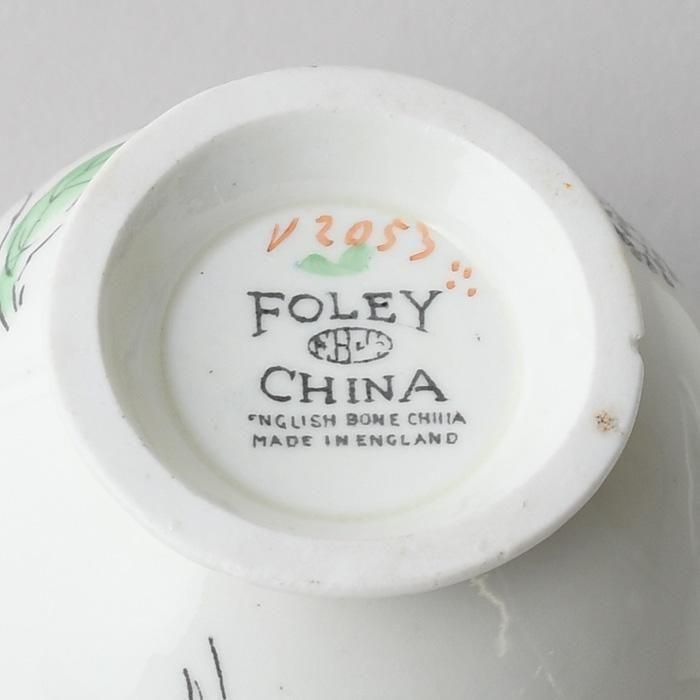 V2053
FOLEY
CHINA
ENGLISH BONE CHINA
MADE IN ENGLAND